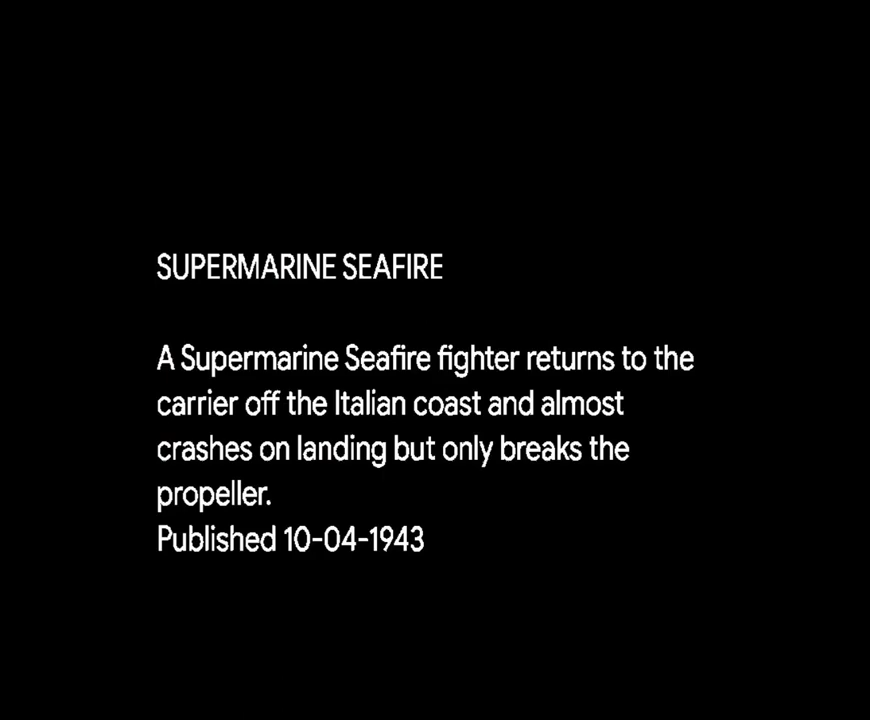 SUPERMARINE SEAFIRE
A Supermarine Seafire fighter returns to the
carrier off the Italian coast and almost
crashes on landing but only breaks the
propeller.
Published 10-04-1943